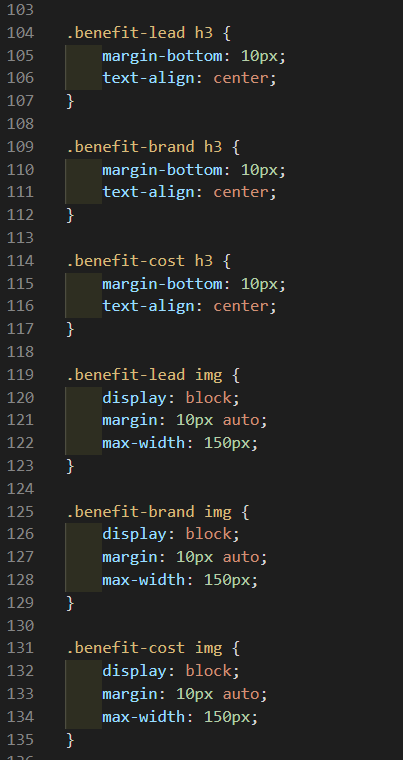 103
104 .benefit-lead h3 {
105 margin-bottom: 10px;
106 text-align: center;
107 }
108
109 .benefit-brand h3 {
110 margin-bottom: 10px;
111 text-align: center;
112 }
113
114 .benefit-cost h3 {
115 margin-bottom: 10px;
116 text-align: center;
117 }
118
119 .benefit-lead img {
120 display: block;
121 margin: 10px auto;
122 max-width: 150px;
123 }
124
125 .benefit-brand img {
126 display: block;
127 margin: 10px auto;
128 max-width: 150px;
129 }
130
131 .benefit-cost img {
132 display: block;
133 margin: 10px auto;
134 max-width: 150px;
135 }